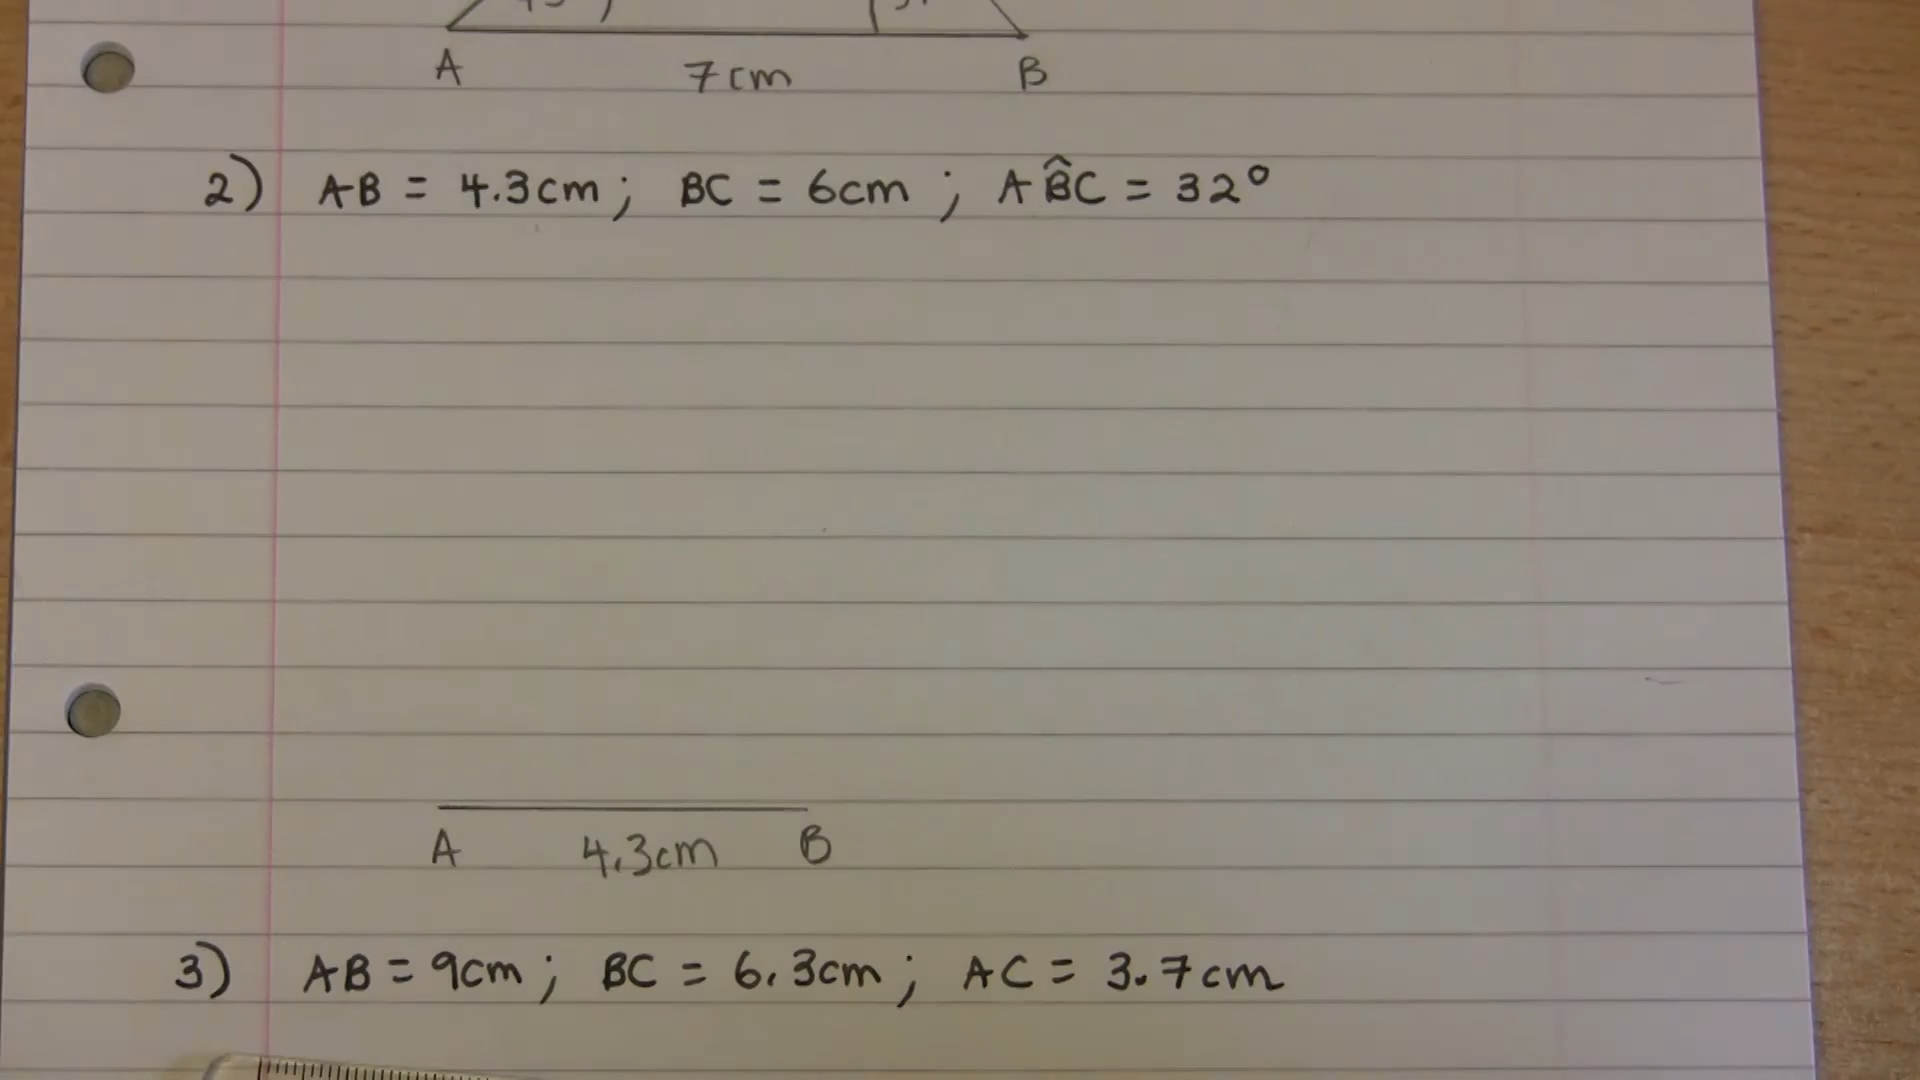 A 7cm B
2) AB = 4.3cm; BC = 6cm; AB̂C = 32°
A 4.3cm B
3) AB = 9cm; BC = 6.3cm; AC = 3.7cm